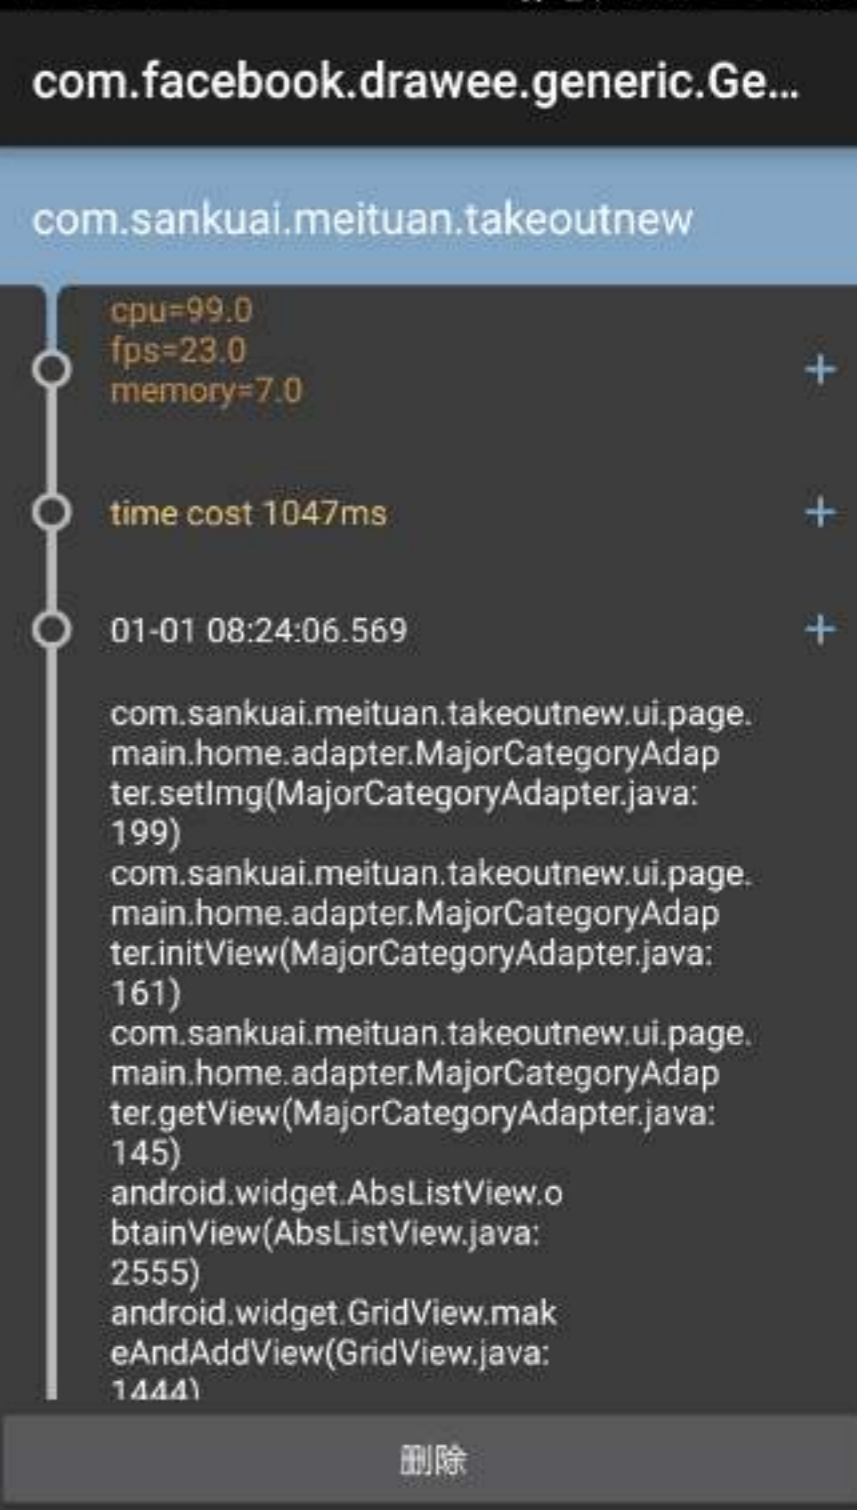 com.facebook.drawee.generic.Ge...
com.sankuai.meituan.takeoutnew
cpu=99.0
fps=23.0
memory=7.0
+
time cost 1047ms
+
01-01 08:24:06.569
+
com.sankuai.meituan.takeoutnew.ui.page.
main.home.adapter.MajorCategoryAdap
ter.setImg(MajorCategoryAdapter.java:
199)
com.sankuai.meituan.takeoutnew.ui.page.
main.home.adapter.MajorCategoryAdap
ter.initView(MajorCategoryAdapter.java:
161)
com.sankuai.meituan.takeoutnew.ui.page.
main.home.adapter.MajorCategoryAdap
ter.getView(MajorCategoryAdapter.java:
145)
android.widget.AbsListView.o
btainView(AbsListView.java:
2555)
android.widget.GridView.mak
eAndAddView(GridView.java:
1444)
删除